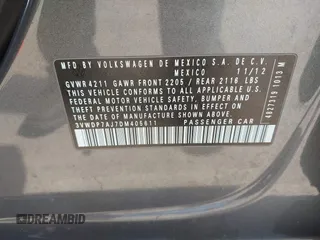 MFD BY VOLKSWAGEN DE MEXICO S.A. DE C.V.
MEXICO 11/12
GVWR 4211 GAWR FRONT 2205 / REAR 2116 LBS
THIS VEHICLE CONFORMS TO ALL APPLICABLE
FEDERAL MOTOR VEHICLE SAFETY, BUMPER, AND
THEFT PREVENTION STANDARDS IN EFFECT ON THE
DATE OF MANUFACTURE SHOWN ABOVE.
3VWDP7AJ7DM405611 PASSENGER CAR
1013 M
DREAMBID